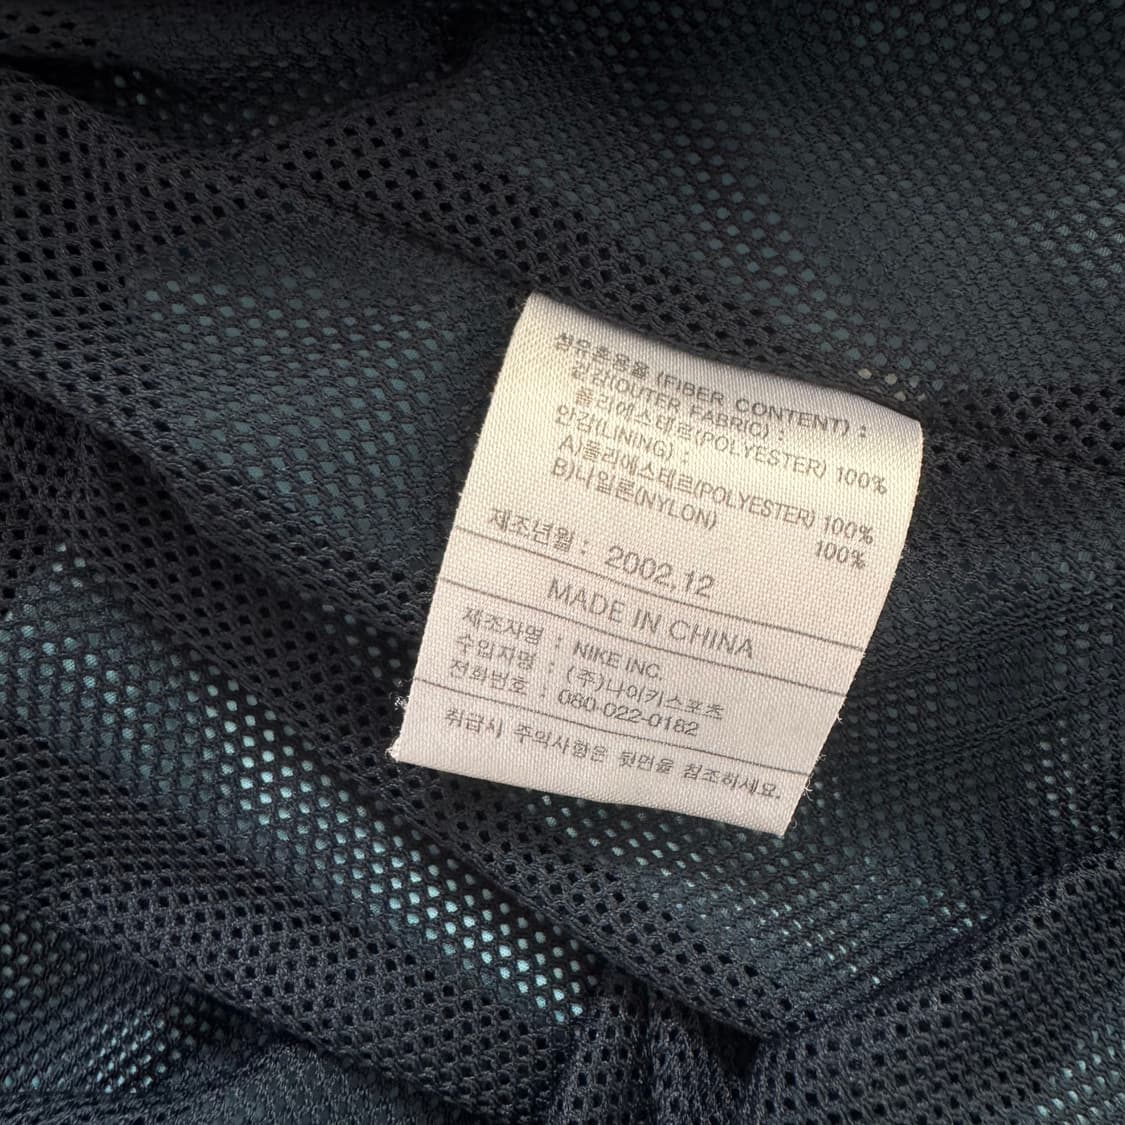 섬유혼용율 (FIBER CONTENT) :
겉감(OUTER FABRIC) :
폴리에스테르(POLYESTER) 100%
안감(LINING) :
A)폴리에스테르(POLYESTER) 100%
B)나일론(NYLON) 100%
제조년월 : 2002.12
MADE IN CHINA
제조자명 : NIKE INC.
수입자명 : (주)나이키스포츠
전화번호 : 080-022-0182
취급시 주의사항은 뒷면을 참조하세요.